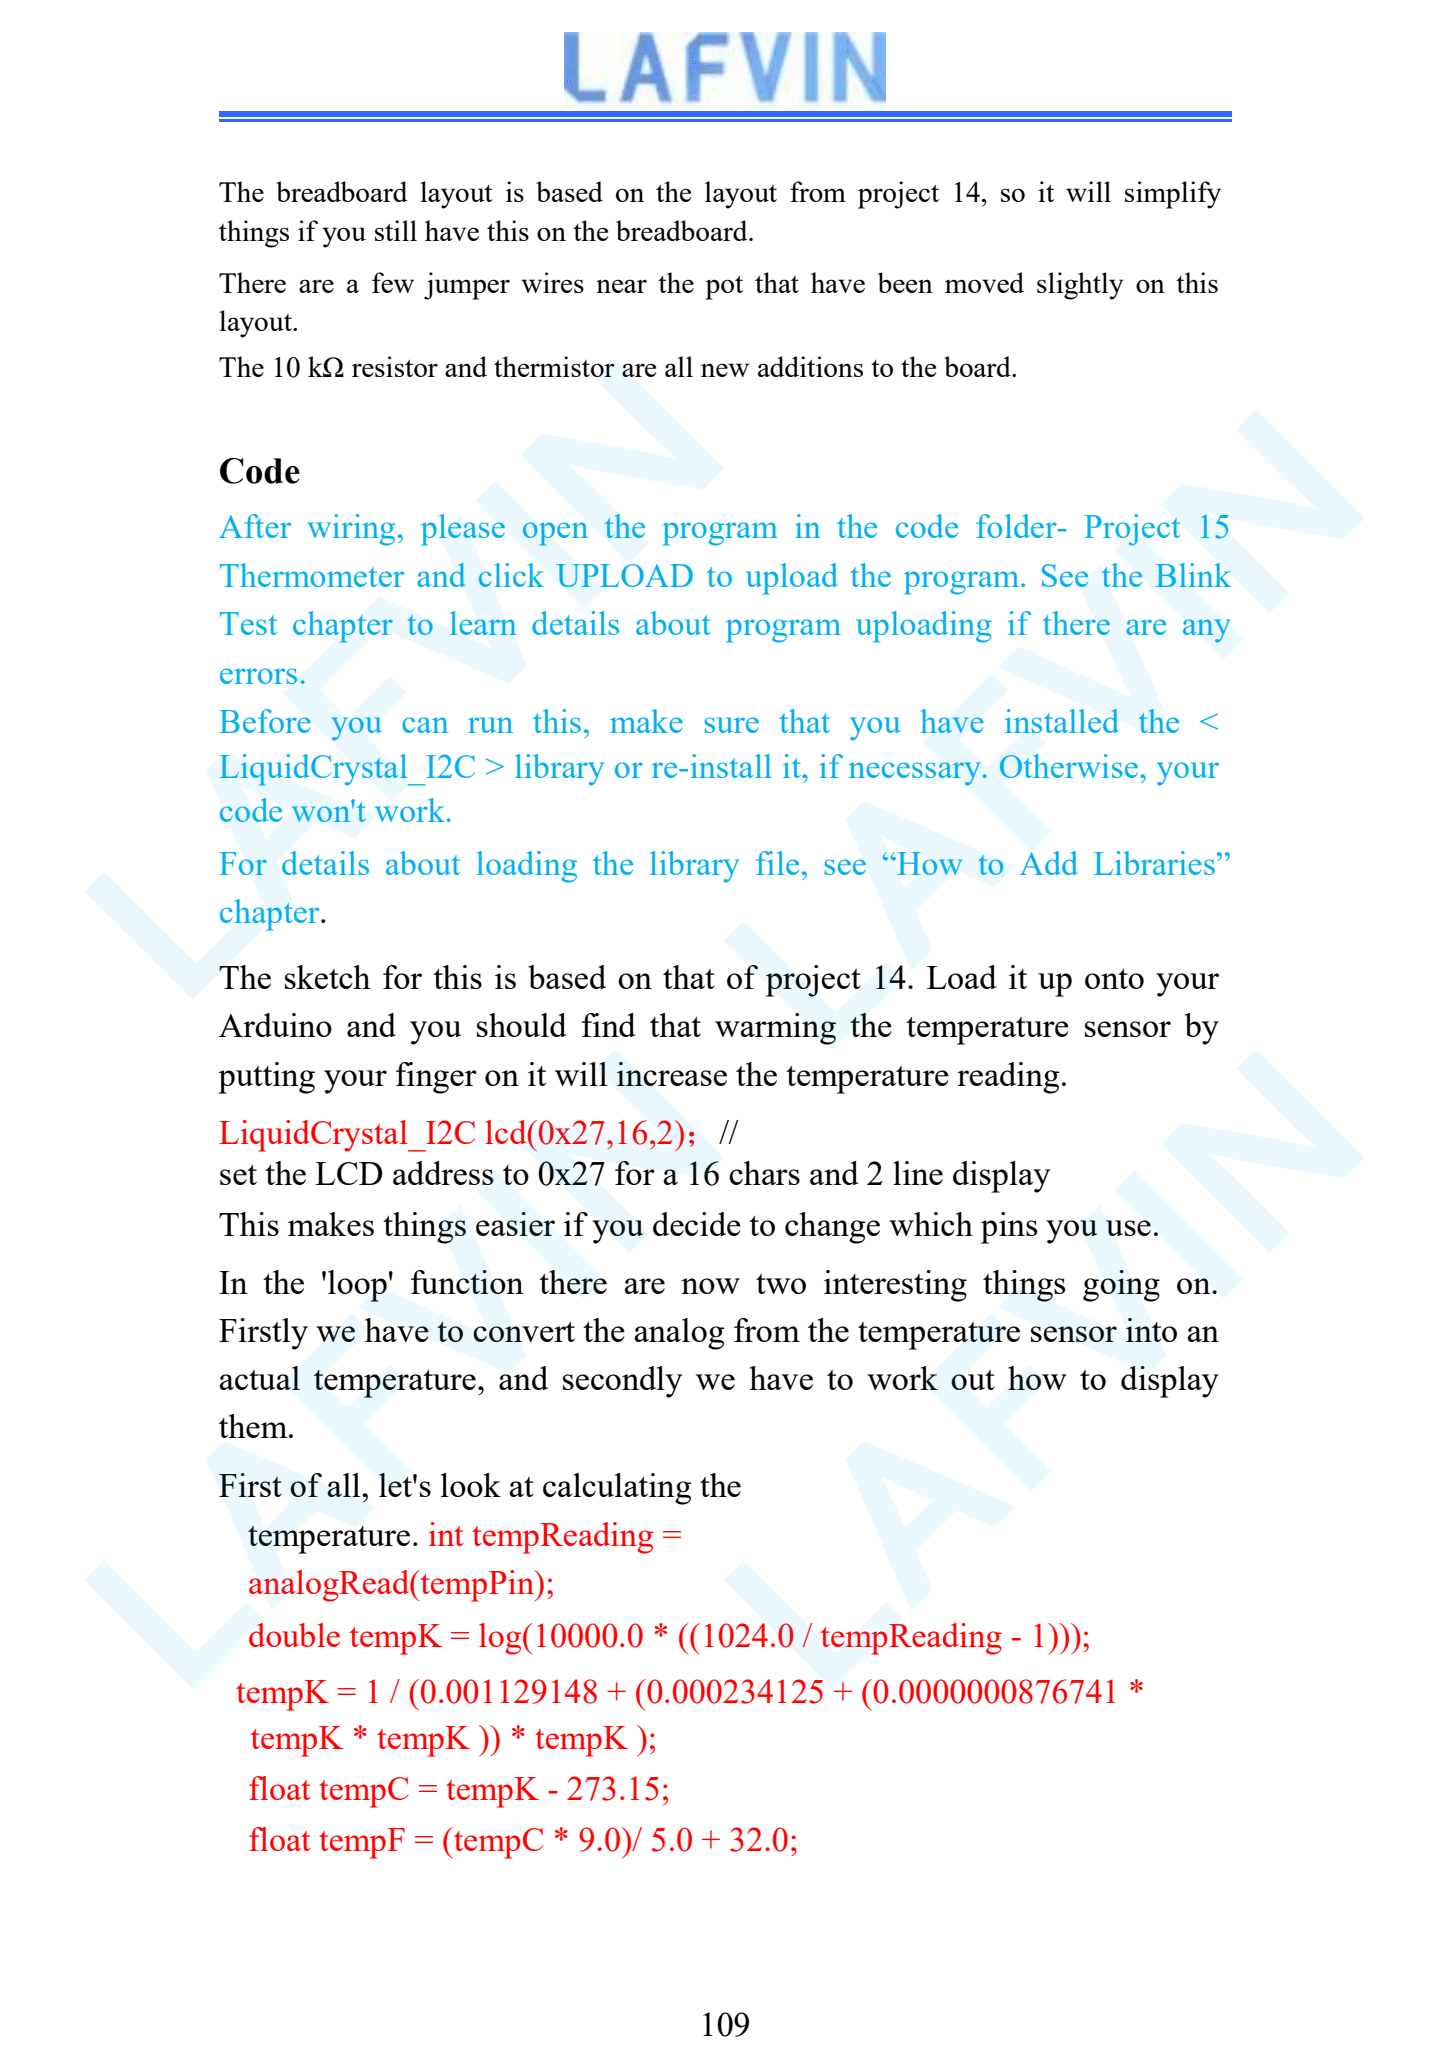 LAFVIN
The breadboard layout is based on the layout from project 14, so it will simplify
things if you still have this on the breadboard.
There are a few jumper wires near the pot that have been moved slightly on this
layout.
The 10 kΩ resistor and thermistor are all new additions to the board.
Code
After wiring, please open the program in the code folder- Project 15
Thermometer and click UPLOAD to upload the program. See the Blink
Test chapter to learn details about program uploading if there are any
errors.
Before you can run this, make sure that you have installed the <
LiquidCrystal_I2C > library or re-install it, if necessary. Otherwise, your
code won't work.
For details about loading the library file, see “How to Add Libraries”
chapter.
The sketch for this is based on that of project 14. Load it up onto your
Arduino and you should find that warming the temperature sensor by
putting your finger on it will increase the temperature reading.
LiquidCrystal_I2C lcd(0x27,16,2)； //
set the LCD address to 0x27 for a 16 chars and 2 line display
This makes things easier if you decide to change which pins you use.
In the 'loop' function there are now two interesting things going on.
Firstly we have to convert the analog from the temperature sensor into an
actual temperature, and secondly we have to work out how to display
them.
First of all, let's look at calculating the
temperature. int tempReading =
analogRead(tempPin);
double tempK = log(10000.0 * ((1024.0 / tempReading - 1)));
tempK = 1 / (0.001129148 + (0.000234125 + (0.0000000876741 *
tempK * tempK )) * tempK );
float tempC = tempK - 273.15;
float tempF = (tempC * 9.0)/ 5.0 + 32.0;
109
LAFVIN
LAFVIN
LAFVIN
LAFVIN